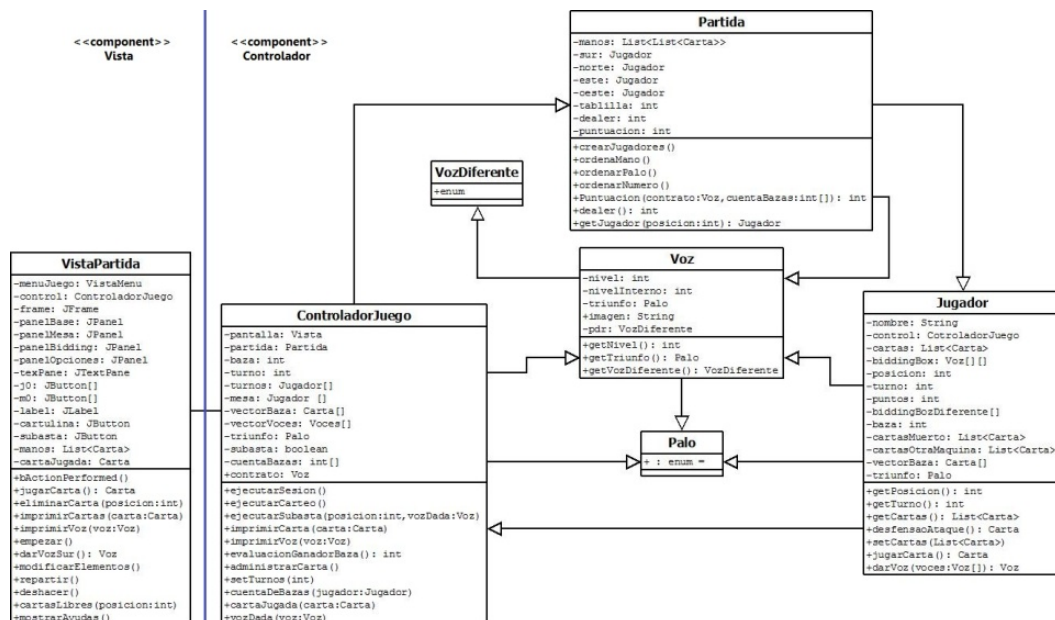 <<component>>
Vista
<<component>>
Controlador
Partida
-manos: List<List<Carta>>
-sur: Jugador
-norte: Jugador
-este: Jugador
-oeste: Jugador
-tablilla: int
-dealer: int
-puntuacion: int
+crearJugadores()
+ordenaMano()
+ordenarPalo()
+ordenarNumero()
+Puntuacion(contrato:Voz,cuentaBazas:int[]): int
+dealer(): int
+getJugador(posicion:int): Jugador
VozDiferente
+enum
Voz
-nivel: int
-nivelInterno: int
-triunfo: Palo
+imagen: String
-pdr: VozDiferente
+getNivel(): int
+getTriunfo(): Palo
+getVozDiferente(): VozDiferente
VistaPartida
-menuJuego: VistaMenu
-control: ControladorJuego
-frame: JFrame
-panelBase: JPanel
-panelMesa: JPanel
-panelBidding: JPanel
-panelOpciones: JPanel
-texPane: JTextPane
-j0: JButton[]
-m0: JButton[]
-label: JLabel
-cartulina: JButton
-subasta: JButton
-manos: List<Carta>
-cartaJugada: Carta
+bActionPerformed()
+jugarCarta(): Carta
+eliminarCarta(posicion:int)
+imprimirCartas(carta:Carta)
+imprimirVoz(voz:Voz)
+empezar()
+darVozSur(): Voz
+modificarElementos()
+repartir()
+deshacer()
+cartasLibres(posicion:int)
+mostrarAyudas()
ControladorJuego
-pantalla: Vista
-partida: Partida
-baza: int
-turno: int
-turnos: Jugador[]
-mesa: Jugador []
-vectorBaza: Carta[]
-vectorVoces: Voces[]
-triunfo: Palo
-subasta: boolean
-cuentaBazas: int[]
+contrato: Voz
+ejecutarSesion()
+ejecutarCarteo()
+ejecutarSubasta(posicion:int,vozDada:Voz)
+imprimirCarta(carta:Carta)
+imprimirVoz(voz:Voz)
+evaluacionGanadorBaza(): int
+administrarCarta()
+setTurnos(int)
+cuentaDeBazas(jugador:Jugador)
+cartaJugada(carta:Carta)
+vozDada(voz:Voz)
Palo
+ : enum =
Jugador
-nombre: String
-control: CotroladorJuego
-cartas: List<Carta>
-biddingBox: Voz[][]
-posicion: int
-turno: int
-puntos: int
-biddingBozDiferente[]
-baza: int
-cartasMuerto: List<Carta>
-cartasOtraMaquina: List<Carta>
-vectorBaza: Carta[]
-triunfo: Palo
+getPosicion(): int
+getTurno(): int
+getCartas(): List<Carta>
+desfensaoAtaque(): Carta
+setCartas(List<Carta>)
+jugarCarta(): Carta
+darVoz(voces:Voz[]): Voz